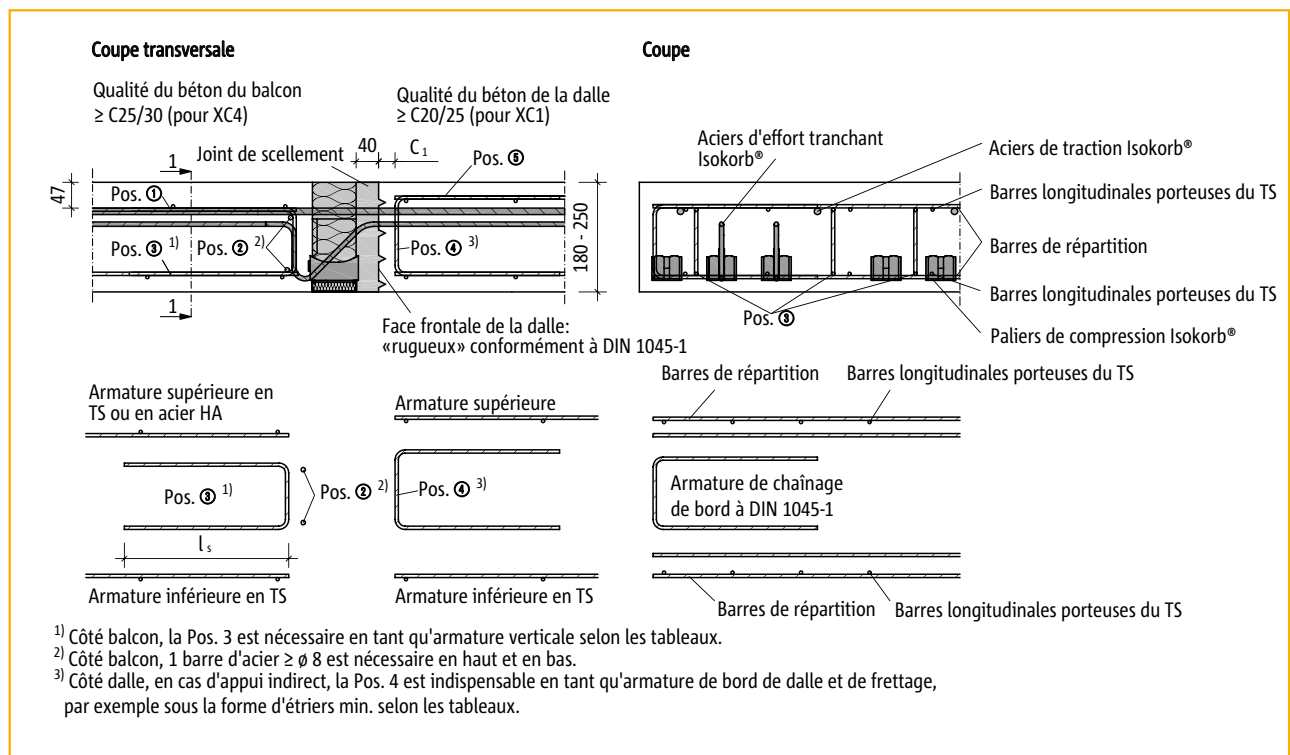 Coupe transversale
Coupe
Qualité du béton du balcon
≥ C25/30 (pour XC4)
Qualité du béton de la dalle
≥ C20/25 (pour XC1)
Joint de scellement
40
C 1
Pos. ⑤
1
47
Pos. ①
Pos. ③ 1)
Pos. ② 2)
Pos. ④ 3)
180 - 250
1
Face frontale de la dalle:
«rugueux» conformément à DIN 1045-1
Aciers d'effort tranchant
Isokorb®
Aciers de traction Isokorb®
Barres longitudinales porteuses du TS
Barres de répartition
Barres longitudinales porteuses du TS
Pos. ③
Paliers de compression Isokorb®
Armature supérieure en
TS ou en acier HA
Pos. ③ 1)
Pos. ② 2)
l s
Armature inférieure en TS
Armature supérieure
Pos. ④ 3)
Armature inférieure en TS
Barres de répartition
Barres longitudinales porteuses du TS
Armature de chaînage
de bord à DIN 1045-1
Barres de répartition
Barres longitudinales porteuses du TS
1) Côté balcon, la Pos. 3 est nécessaire en tant qu'armature verticale selon les tableaux.
2) Côté balcon, 1 barre d'acier ≥ ø 8 est nécessaire en haut et en bas.
3) Côté dalle, en cas d'appui indirect, la Pos. 4 est indispensable en tant qu'armature de bord de dalle et de frettage,
par exemple sous la forme d'étriers min. selon les tableaux.